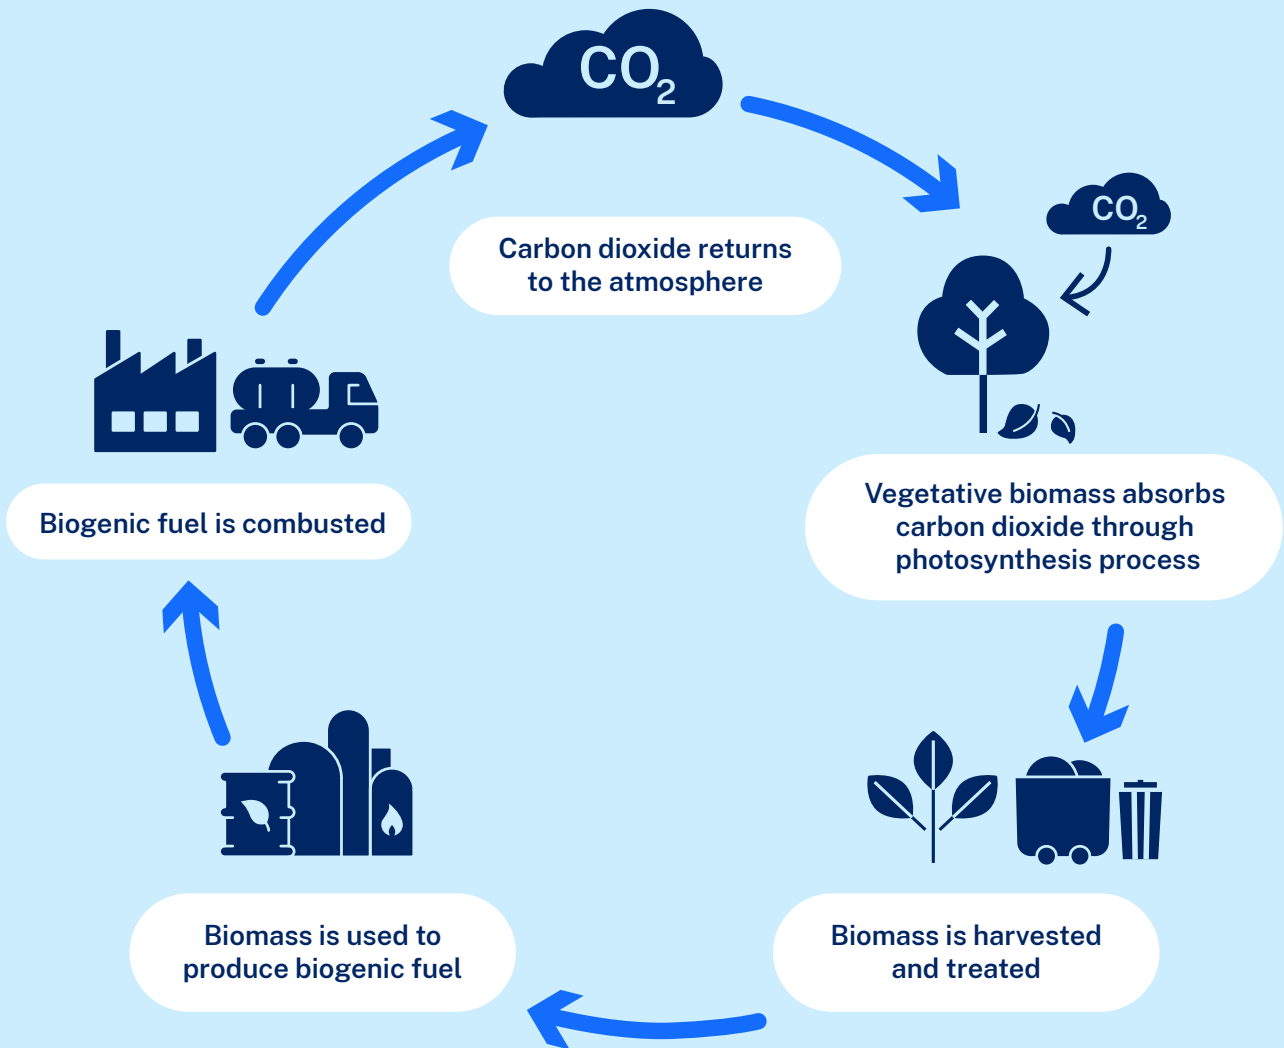 CO₂
CO₂
Carbon dioxide returns
to the atmosphere
Vegetative biomass absorbs
carbon dioxide through
photosynthesis process
Biogenic fuel is combusted
Biomass is used to
produce biogenic fuel
Biomass is harvested
and treated